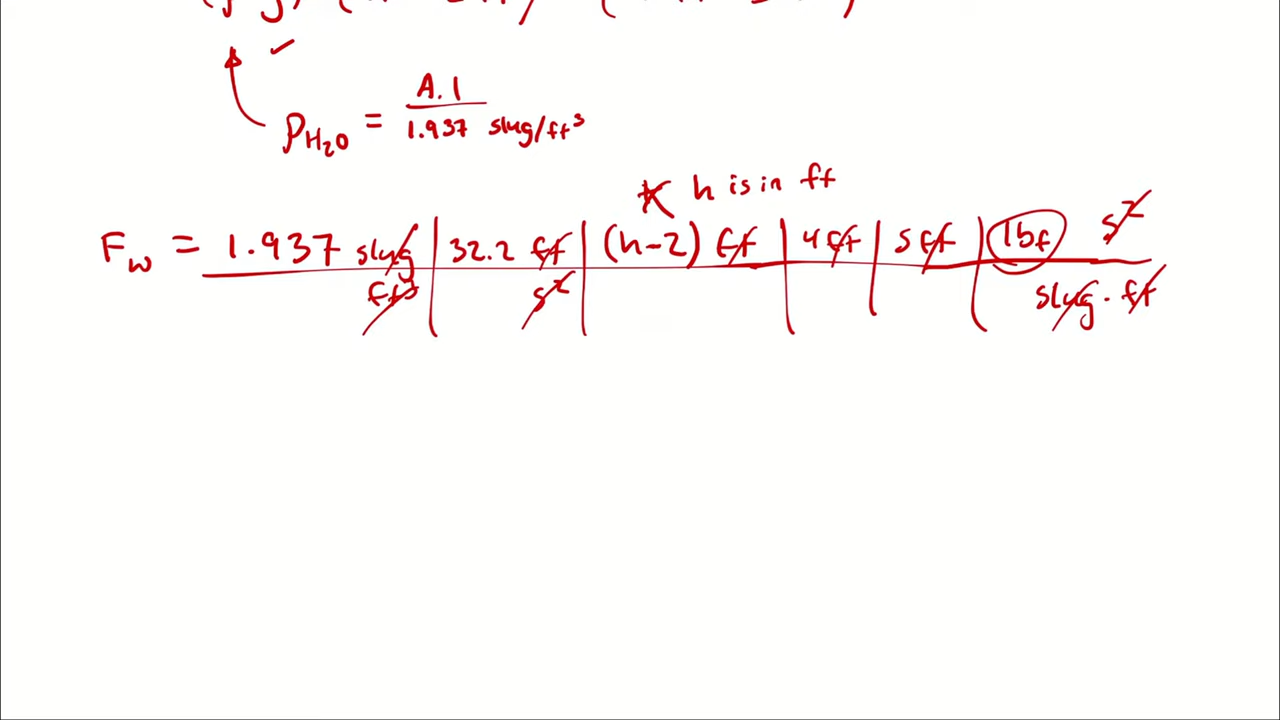 A.1
ρH₂O = 1.937 slug/ft³
* h is in ft
Fw = 1.937 slug | 32.2 ft | (h-2) ft | 4 ft | 5 ft | lbf s²
ft³ | s² | slug · ft